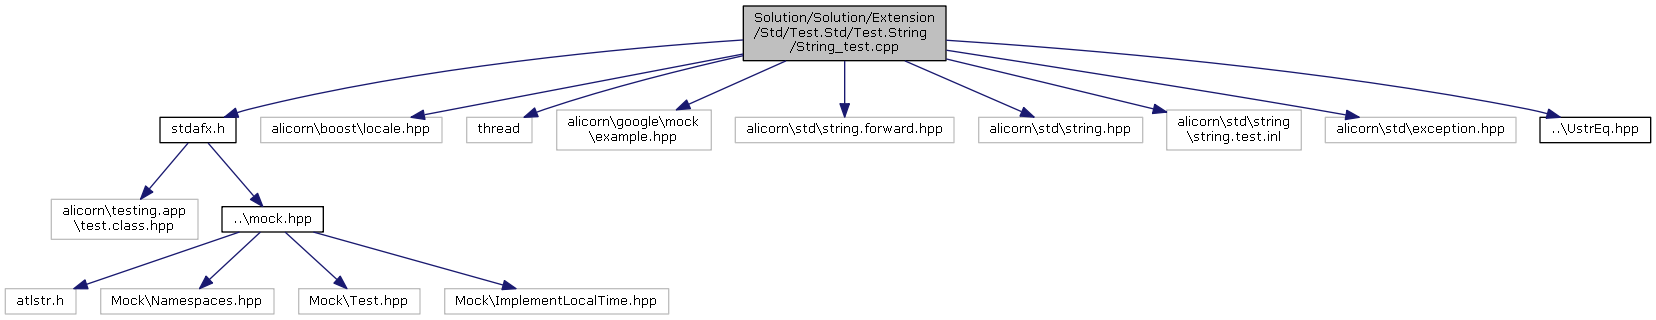 Solution/Solution/Extension
/Std/Test.Std/Test.String
/String_test.cpp
stdafx.h
alicorn\boost\locale.hpp
thread
alicorn\google\mock
\example.hpp
alicorn\std\string.forward.hpp
alicorn\std\string.hpp
alicorn\std\string
\string.test.inl
alicorn\std\exception.hpp
..\UstrEq.hpp
alicorn\testing.app
\test.class.hpp
..\mock.hpp
atlstr.h
Mock\Namespaces.hpp
Mock\Test.hpp
Mock\ImplementLocalTime.hpp